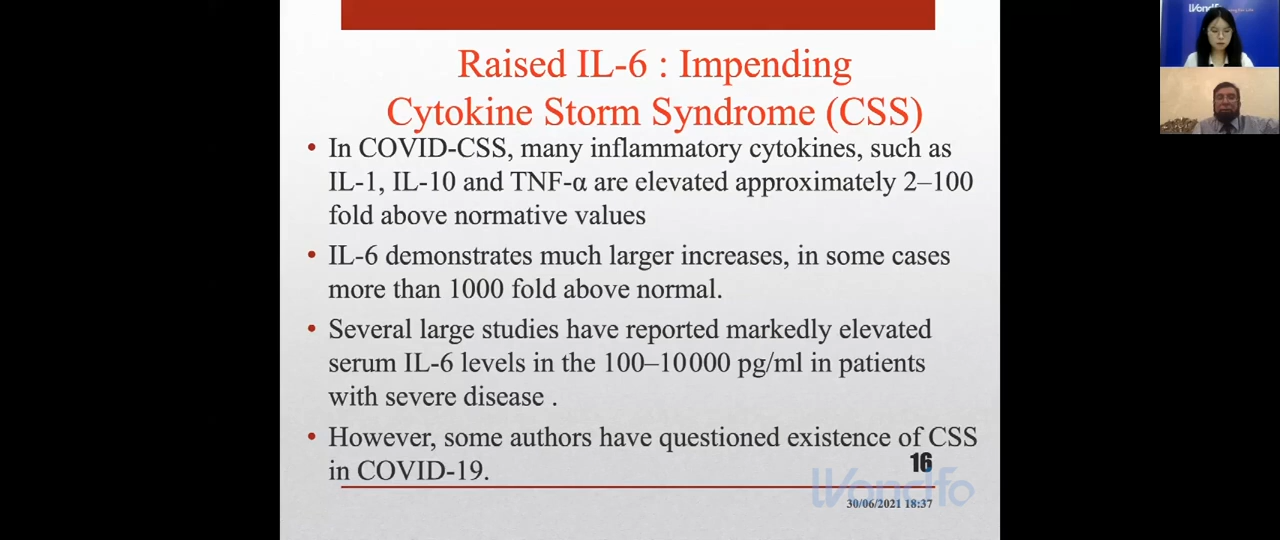 Raised IL-6 : Impending
Cytokine Storm Syndrome (CSS)
• In COVID-CSS, many inflammatory cytokines, such as
IL-1, IL-10 and TNF-α are elevated approximately 2–100
fold above normative values
• IL-6 demonstrates much larger increases, in some cases
more than 1000 fold above normal.
• Several large studies have reported markedly elevated
serum IL-6 levels in the 100–10000 pg/ml in patients
with severe disease .
• However, some authors have questioned existence of CSS
in COVID-19.
16
Wondfo
30/06/2021 18:37
Wondfo